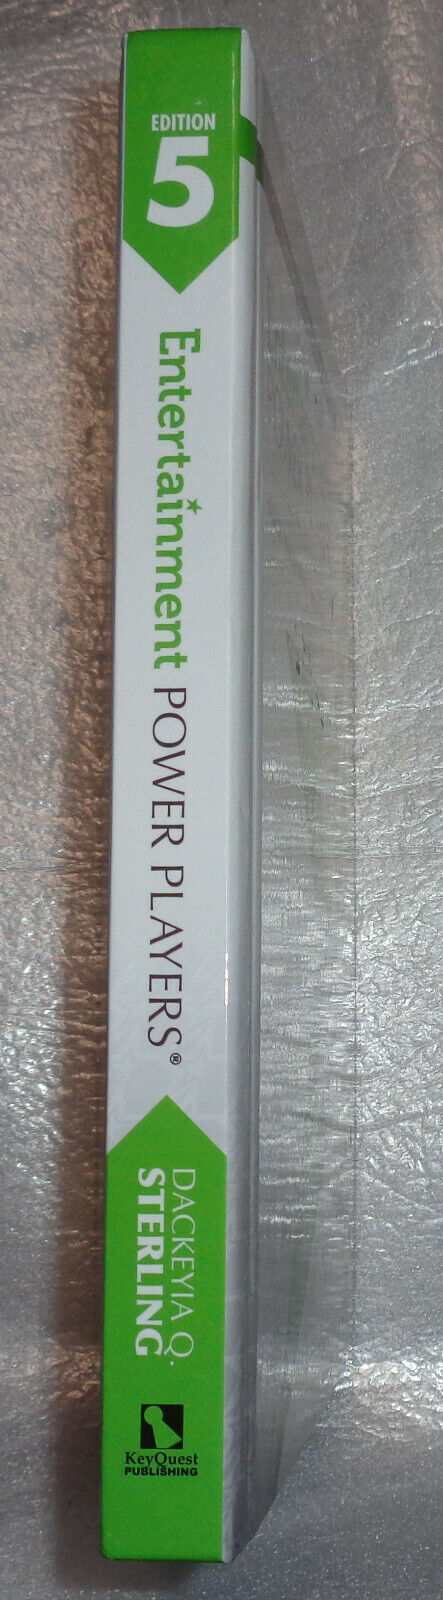 EDITION
5
Entertainment POWER PLAYERS®
DACKEYIA Q.
STERLING
KeyQuest
PUBLISHING